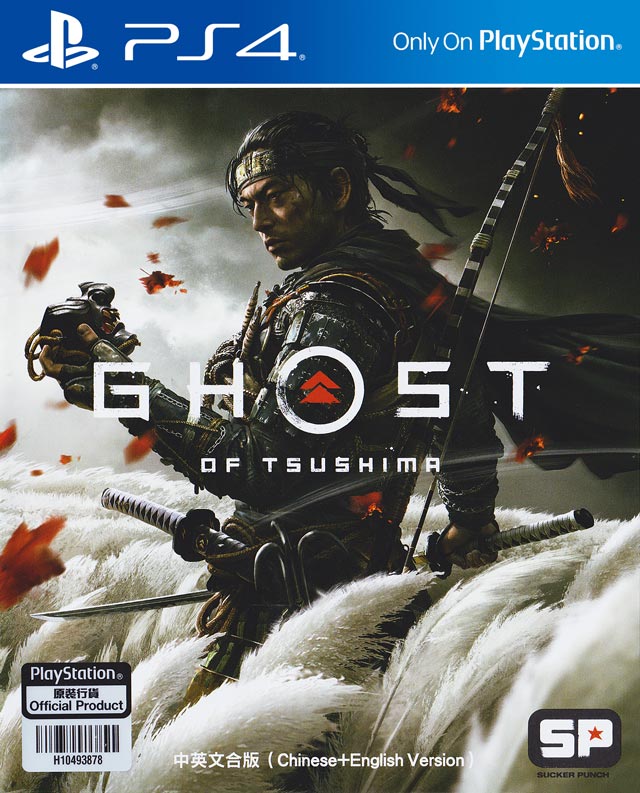 PS4
Only On PlayStation®
GHOST
OF TSUSHIMA
PlayStation®
原裝行貨
Official Product
H10493878
中英文合版 ( Chinese+English Version )
SP
SUCKER PUNCH